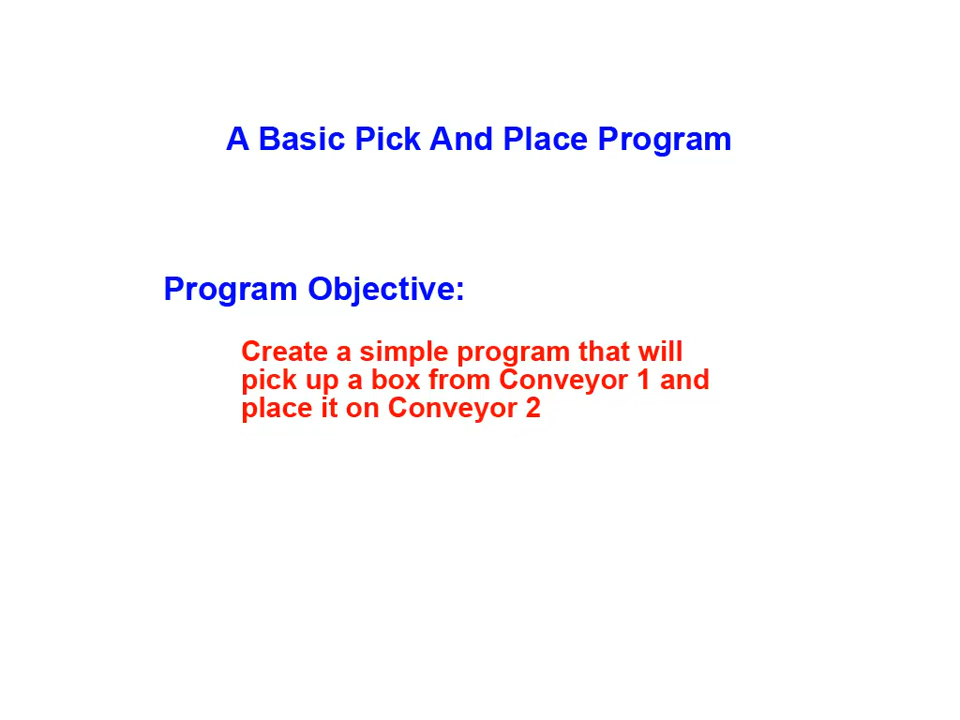 A Basic Pick And Place Program
Program Objective:
Create a simple program that will
pick up a box from Conveyor 1 and
place it on Conveyor 2